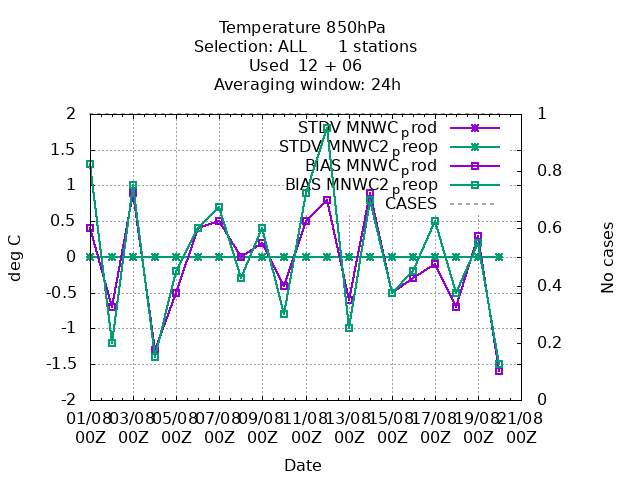 Temperature 850hPa
Selection: ALL      1 stations
Used  12 + 06
Averaging window: 24h
2
1.5
1
0.5
0
-0.5
-1
-1.5
-2
1
0.8
0.6
0.4
0.2
0
deg C
No cases
STDV MNWCprod
STDV MNWC2preop
BIAS MNWCprod
BIAS MNWC2preop
CASES
01/08 03/08 05/08 07/08 09/08 11/08 13/08 15/08 17/08 19/08 21/08
00Z 00Z 00Z 00Z 00Z 00Z 00Z 00Z 00Z 00Z 00Z
Date